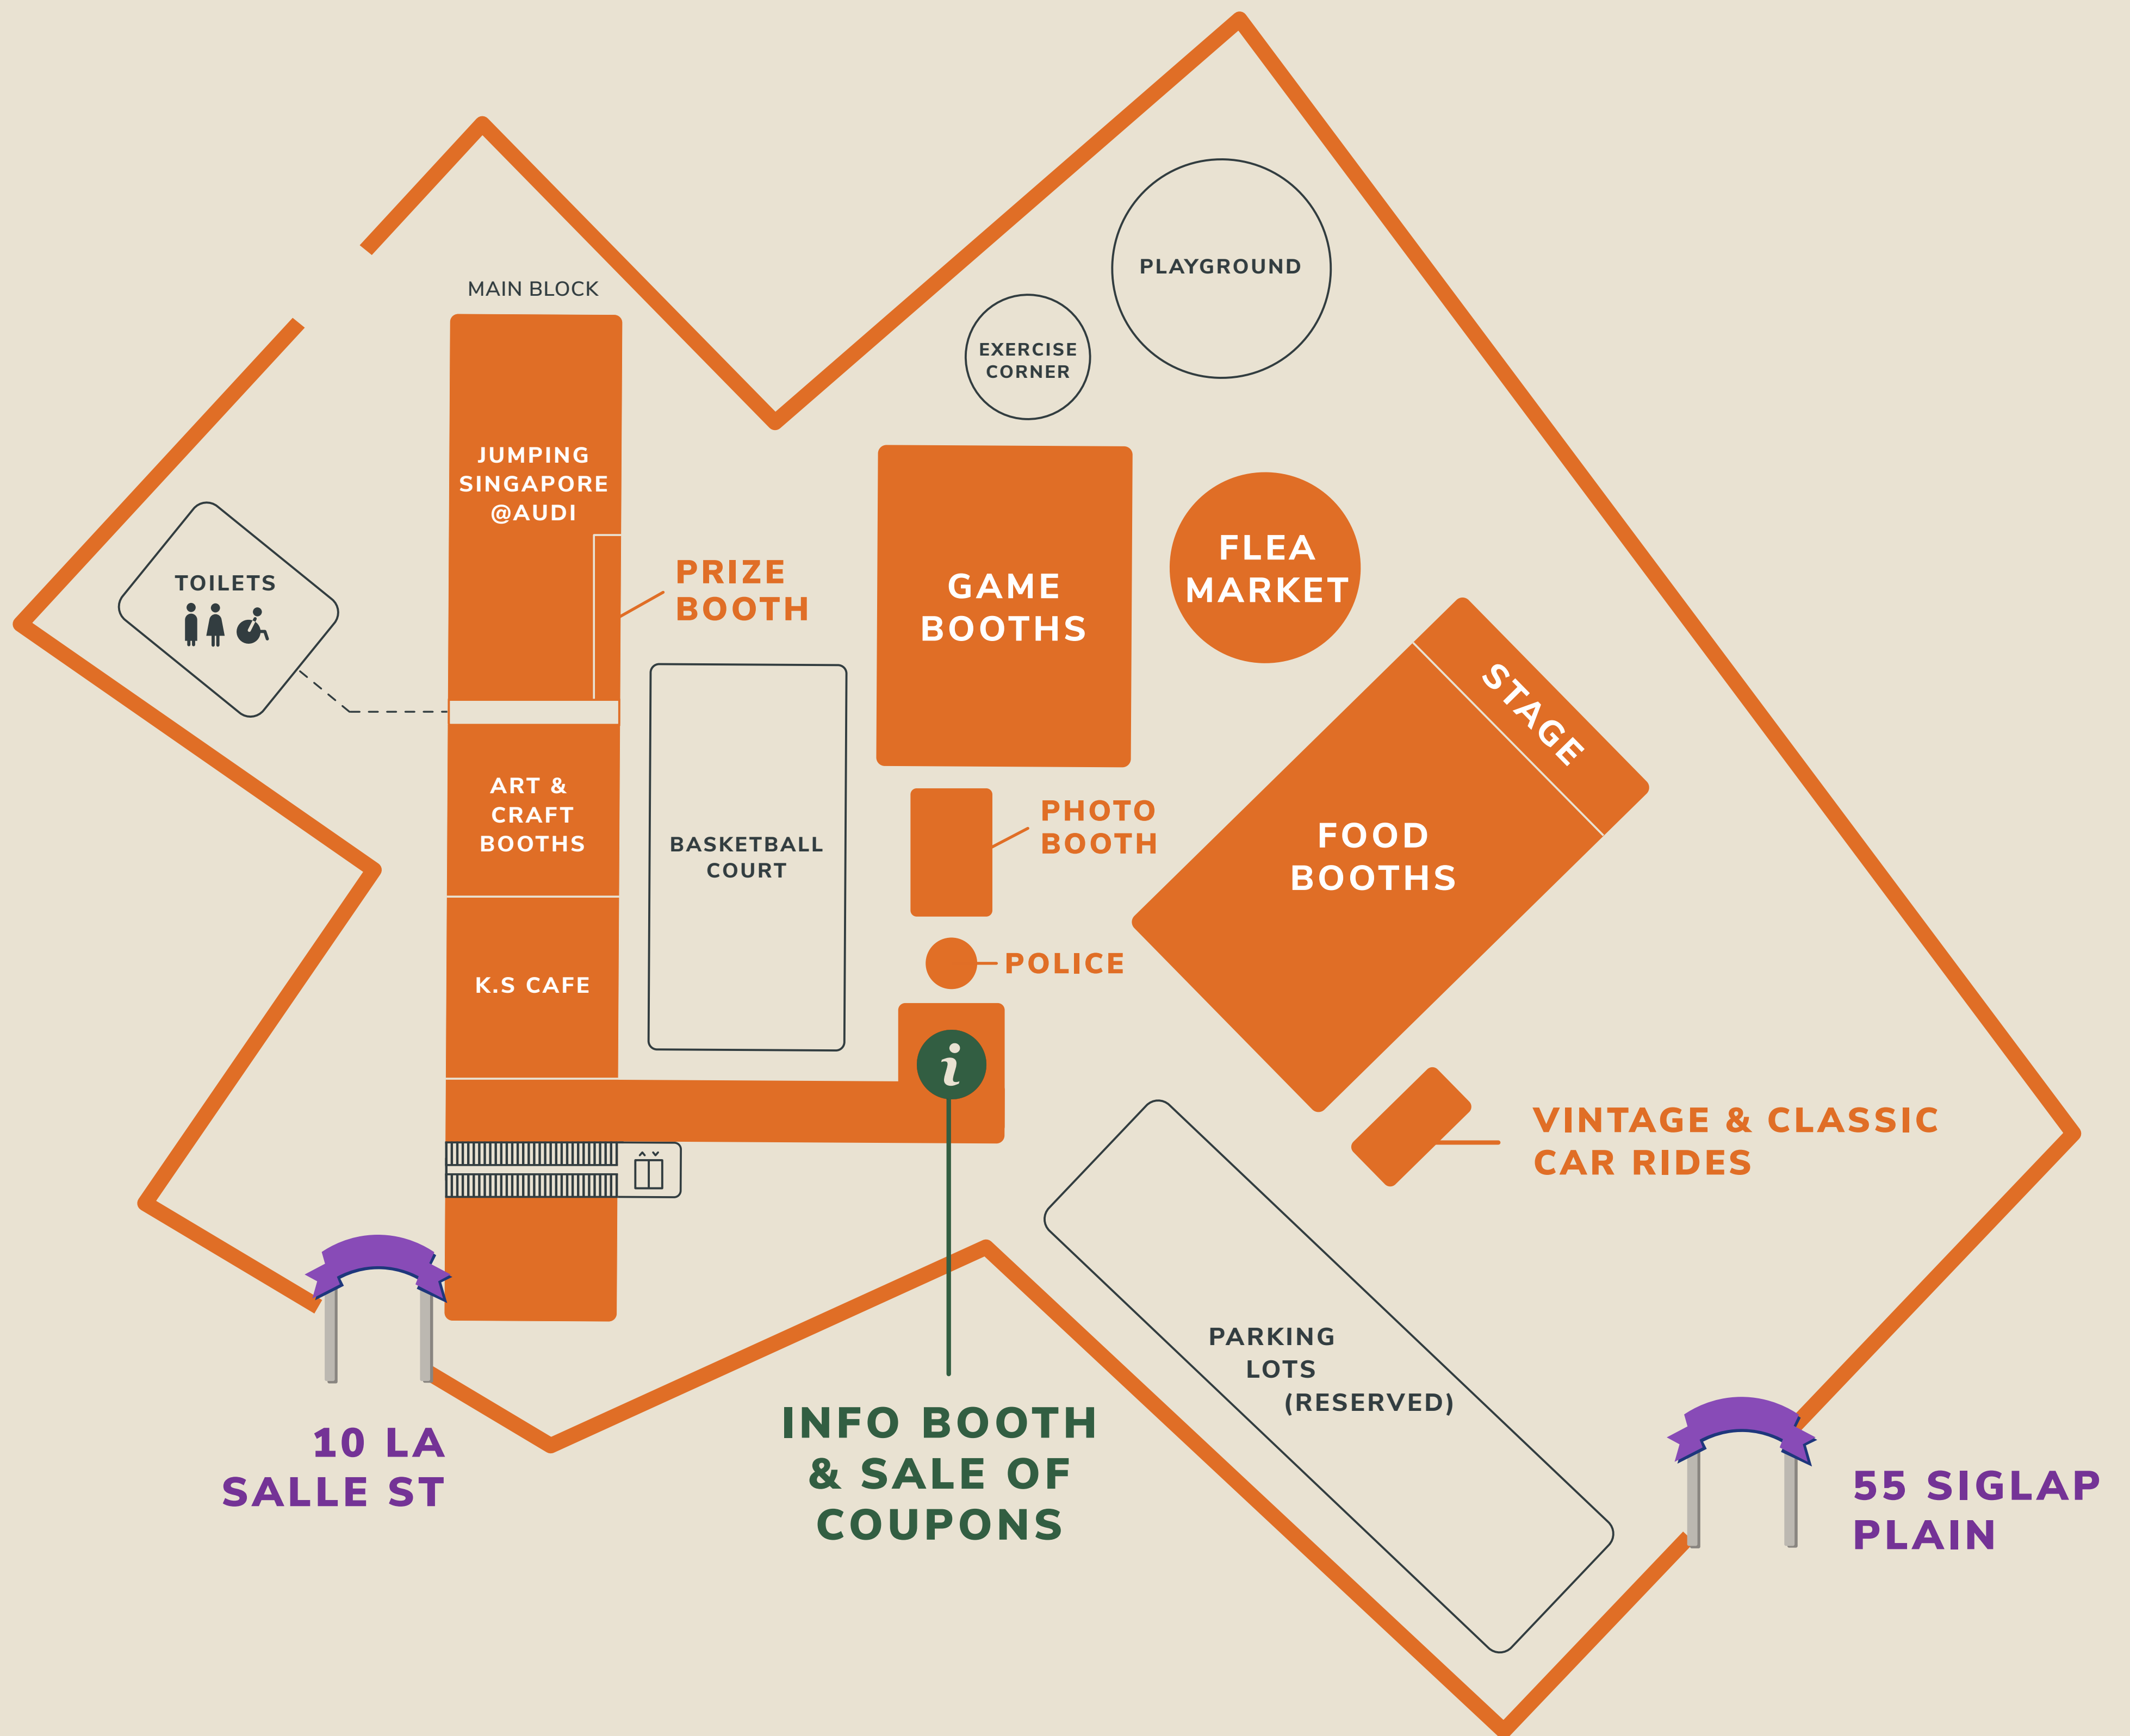 MAIN BLOCK
PLAYGROUND
EXERCISE
CORNER
JUMPING
SINGAPORE
@AUDI
TOILETS
PRIZE
BOOTH
GAME
BOOTHS
FLEA
MARKET
STAGE
ART &
CRAFT
BOOTHS
BASKETBALL
COURT
PHOTO
BOOTH
FOOD
BOOTHS
POLICE
K.S CAFE
i
VINTAGE & CLASSIC
CAR RIDES
PARKING
LOTS
(RESERVED)
10 LA
SALLE ST
INFO BOOTH
& SALE OF
COUPONS
55 SIGLAP
PLAIN